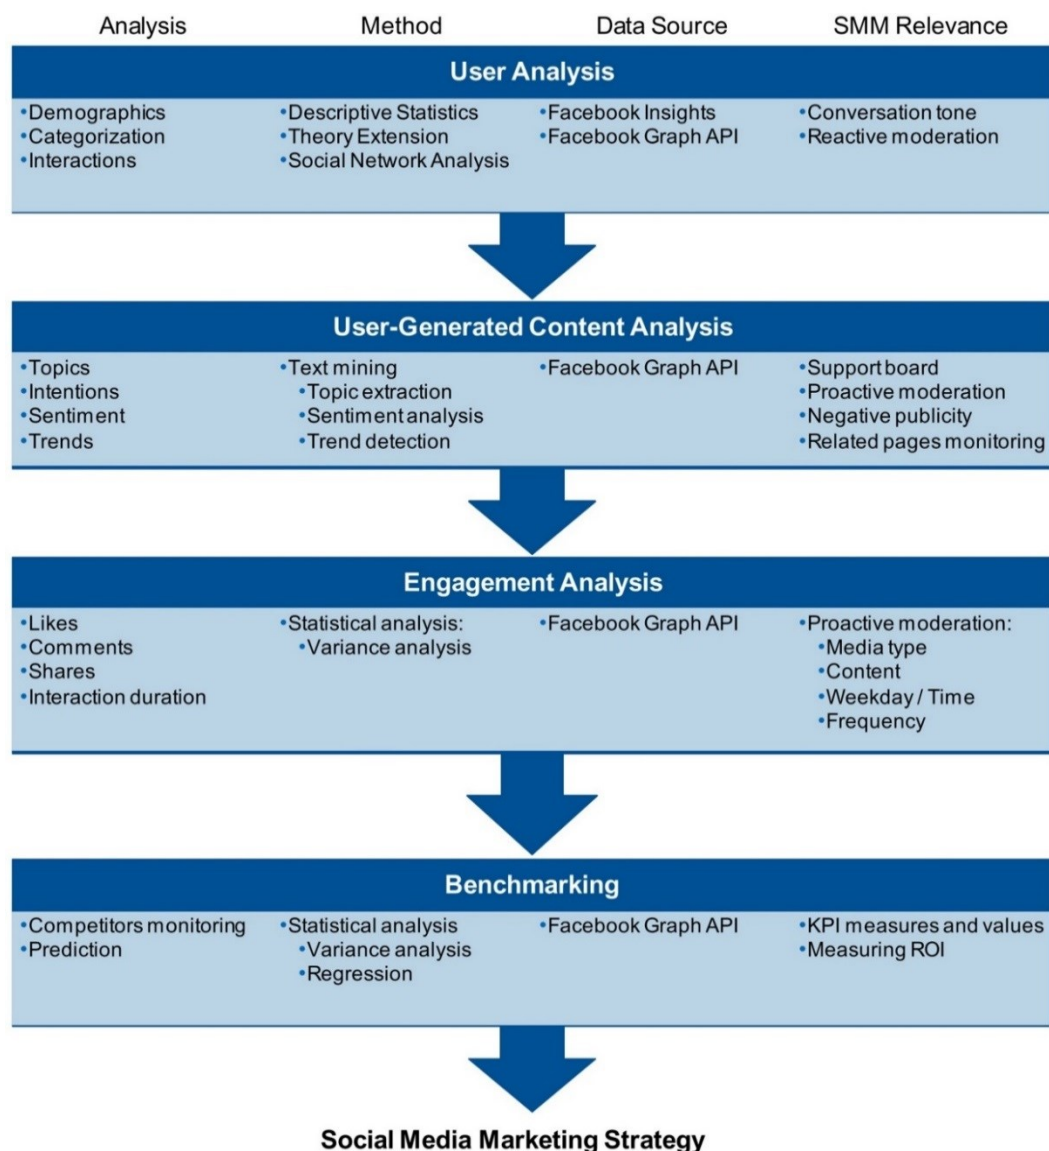 Analysis Method Data Source SMM Relevance
User Analysis
•Demographics •Descriptive Statistics •Facebook Insights •Conversation tone
•Categorization •Theory Extension •Facebook Graph API •Reactive moderation
•Interactions •Social Network Analysis
User-Generated Content Analysis
•Topics •Text mining •Facebook Graph API •Support board
•Intentions •Topic extraction •Proactive moderation
•Sentiment •Sentiment analysis •Negative publicity
•Trends •Trend detection •Related pages monitoring
Engagement Analysis
•Likes •Statistical analysis: •Facebook Graph API •Proactive moderation:
•Comments •Variance analysis •Media type
•Shares •Content
•Interaction duration •Weekday / Time
•Frequency
Benchmarking
•Competitors monitoring •Statistical analysis •Facebook Graph API •KPI measures and values
•Prediction •Variance analysis •Measuring ROI
•Regression
Social Media Marketing Strategy